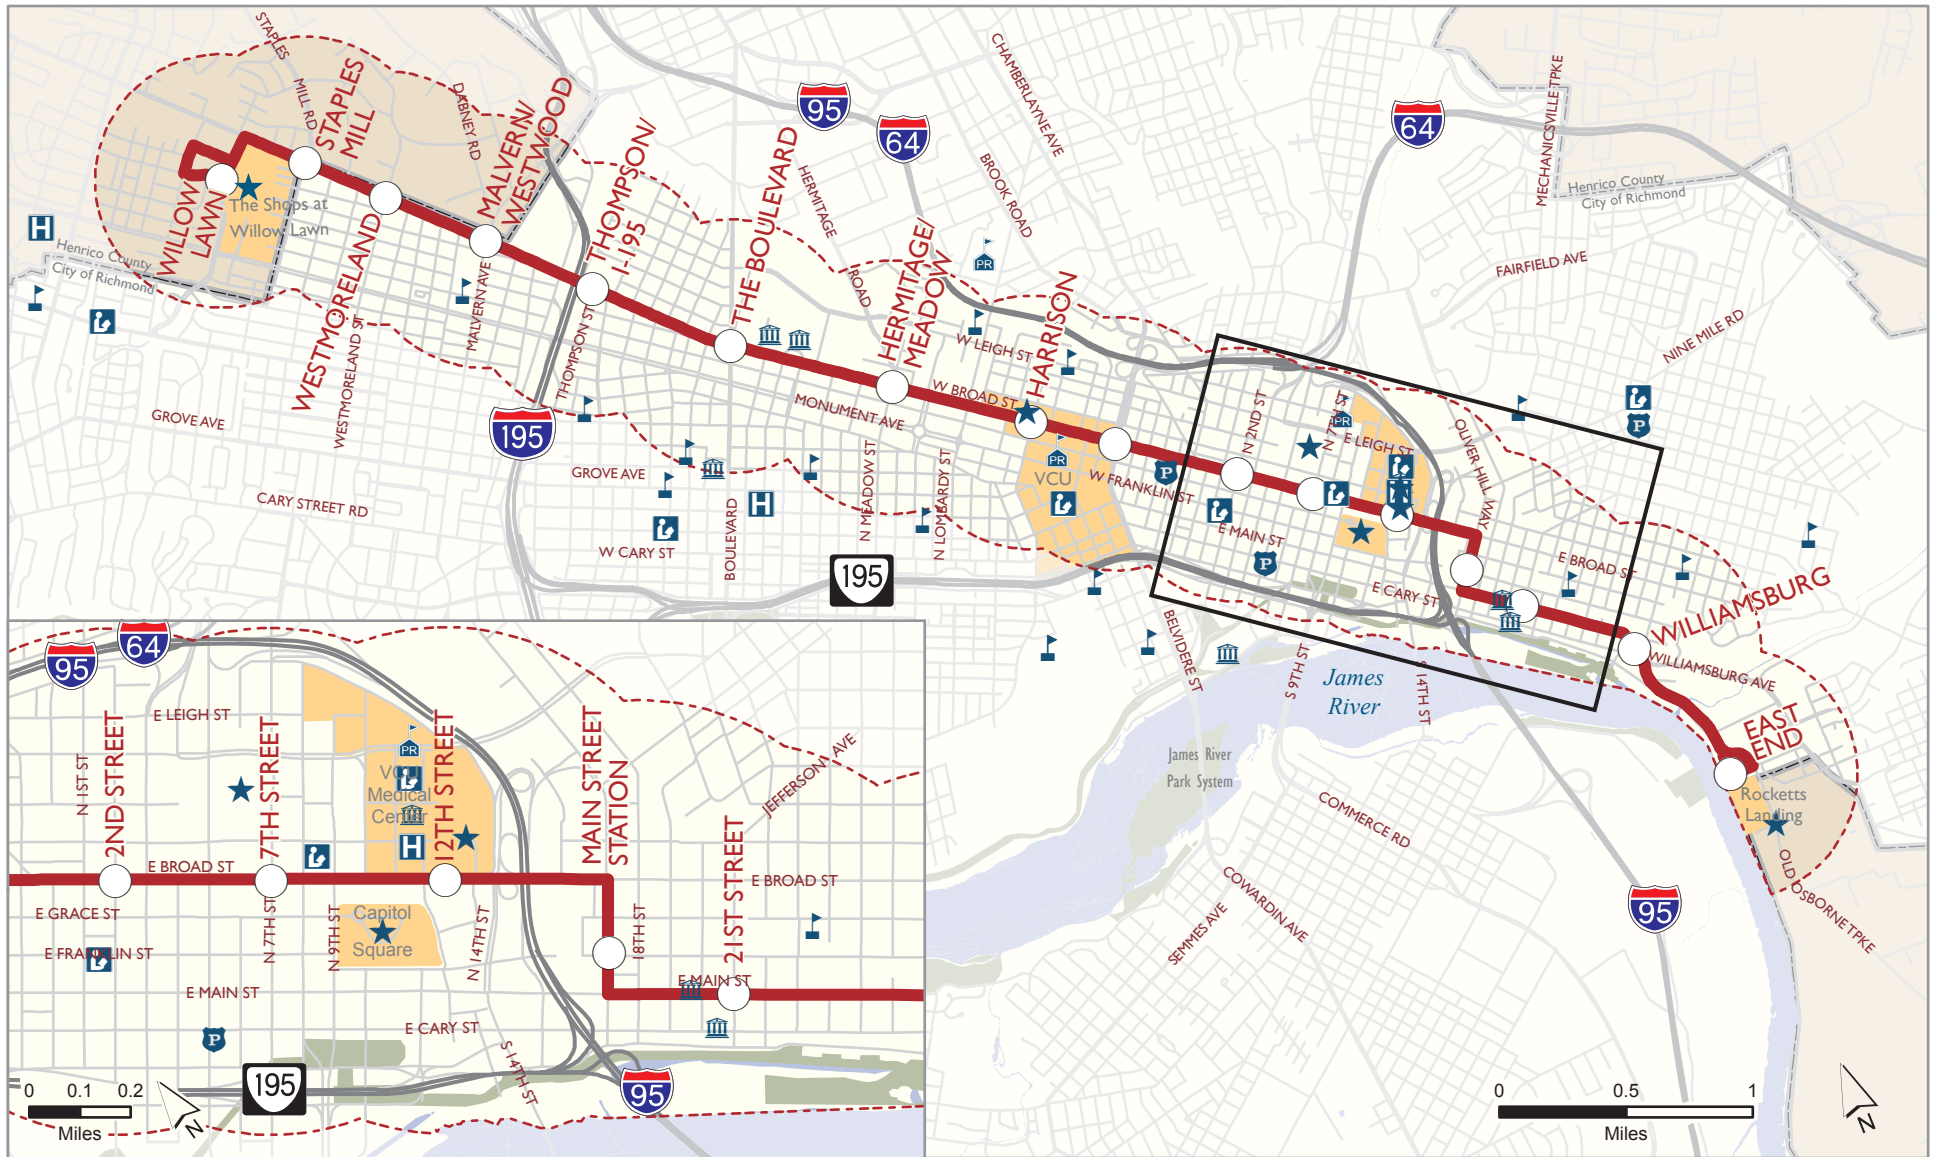 STAPLES
MILL RD
STAPLES
MILL
DABNEY RD
MALVERN/
WESTWOOD
THOMPSON/
I-195
THE BOULEVARD
HERMITAGE
ROAD
HERMITAGE/
MEADOW
95
64
CHAMBERLAYNE AVE
BROOK ROAD
64
MECHANICSVILLE TPKE
Henrico County
City of Richmond
FAIRFIELD AVE
NINE MILE RD
H
Henrico County
City of Richmond
WILLOW
LAWN
The Shops at
Willow Lawn
WESTMORELAND
WESTMORELAND ST
MALVERN AVE
THOMPSON ST
195
GROVE AVE
CARY STREET RD
GROVE AVE
W CARY ST
BOULEVARD
H
MONUMENT AVE
N MEADOW ST
N LOMBARDY ST
195
PR
W LEIGH ST
W BROAD ST
HARRISON
PR
VCU
W FRANKLIN ST
P
N 2ND ST
N 7TH ST
PR
E LEIGH ST
E MAIN ST
P
E CARY ST
OLIVER HILL WAY
E BROAD ST
P
WILLIAMSBURG
WILLIAMSBURG AVE
BELVIDERE ST
S 9TH ST
S 14TH ST
James
River
James River
Park System
EAST
END
Rocketts
Landing
OLD OSBORNE TPKE
COMMERCE RD
COWARDIN AVE
SEMMES AVE
95
0 0.5 1
Miles
N
95
64
E LEIGH ST
N 1ST ST
2ND STREET
7TH STREET
PR
VCU
Medical
Center
H
12TH STREET
MAIN STREET
STATION
21ST STREET
JEFFERSON AVE
E BROAD ST
E BROAD ST
E GRACE ST
E FRANKLIN ST
N 7TH ST
N 9TH ST
Capitol
Square
N 14TH ST
18TH ST
E MAIN ST
E MAIN ST
P
E CARY ST
S 14TH ST
195
95
0 0.1 0.2
Miles
N